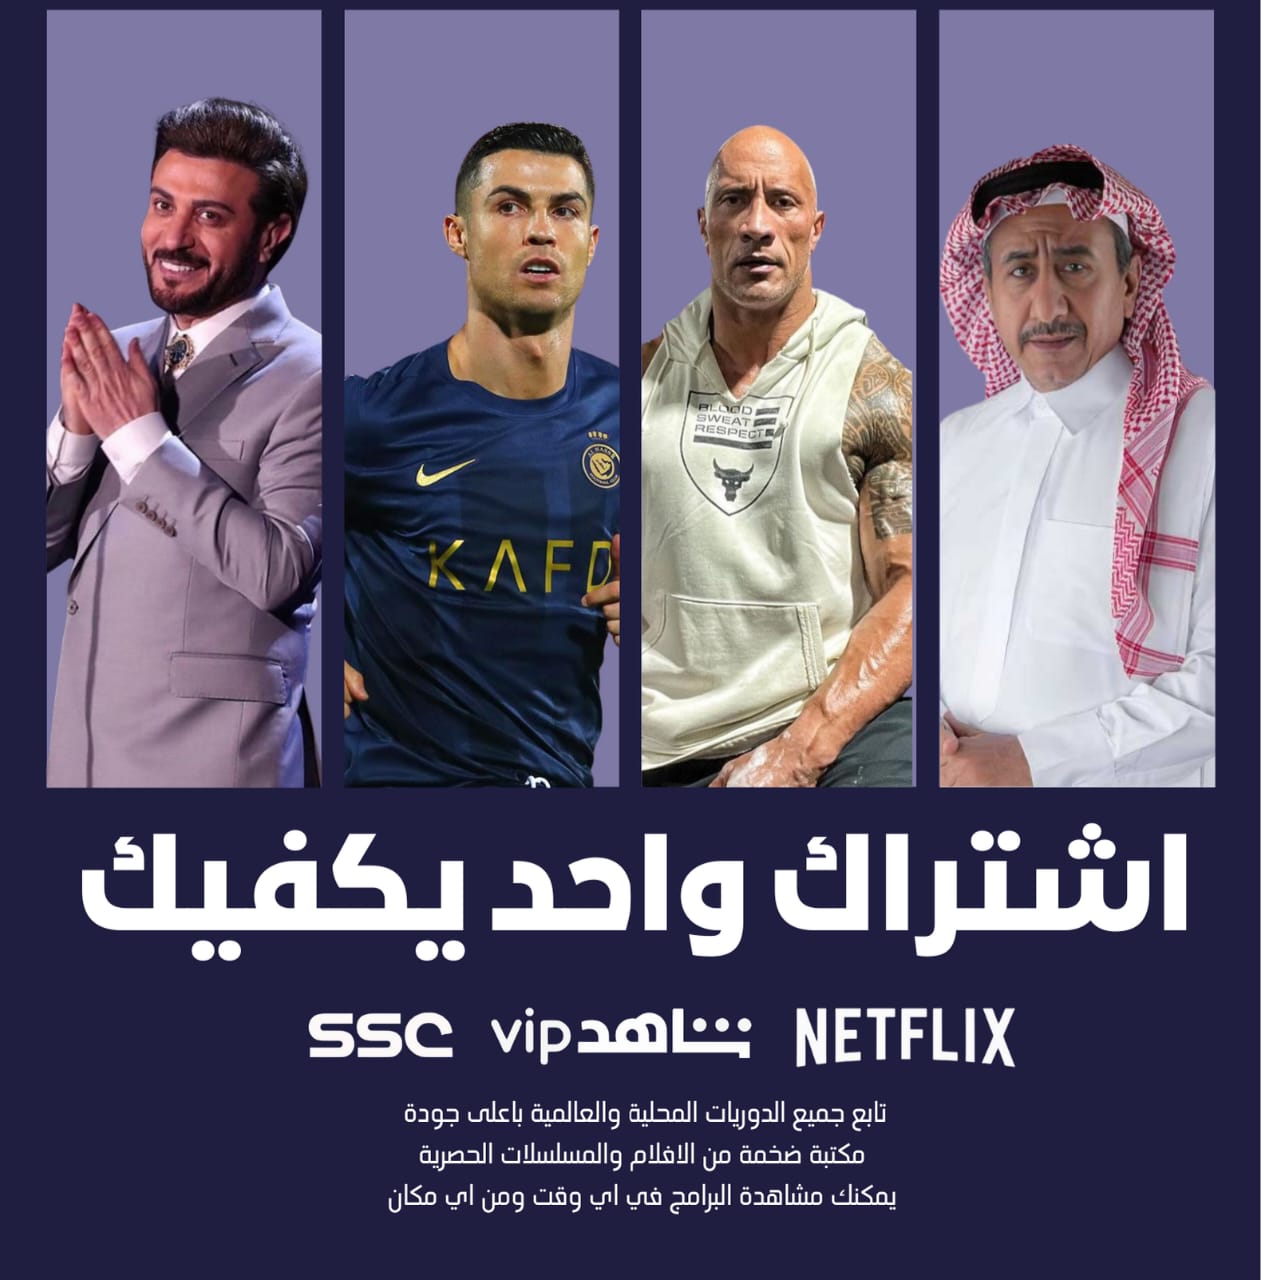 BLOOD
SWEAT
RESPECT
KAFD
اشتراك واحد يكفيك
NETFLIX شاهد vip SSC
تابع جميع الدوريات المحلية والعالمية باعلى جودة
مكتبة ضخمة من الافلام والمسلسلات الحصرية
يمكنك مشاهدة البرامج في اي وقت ومن اي مكان